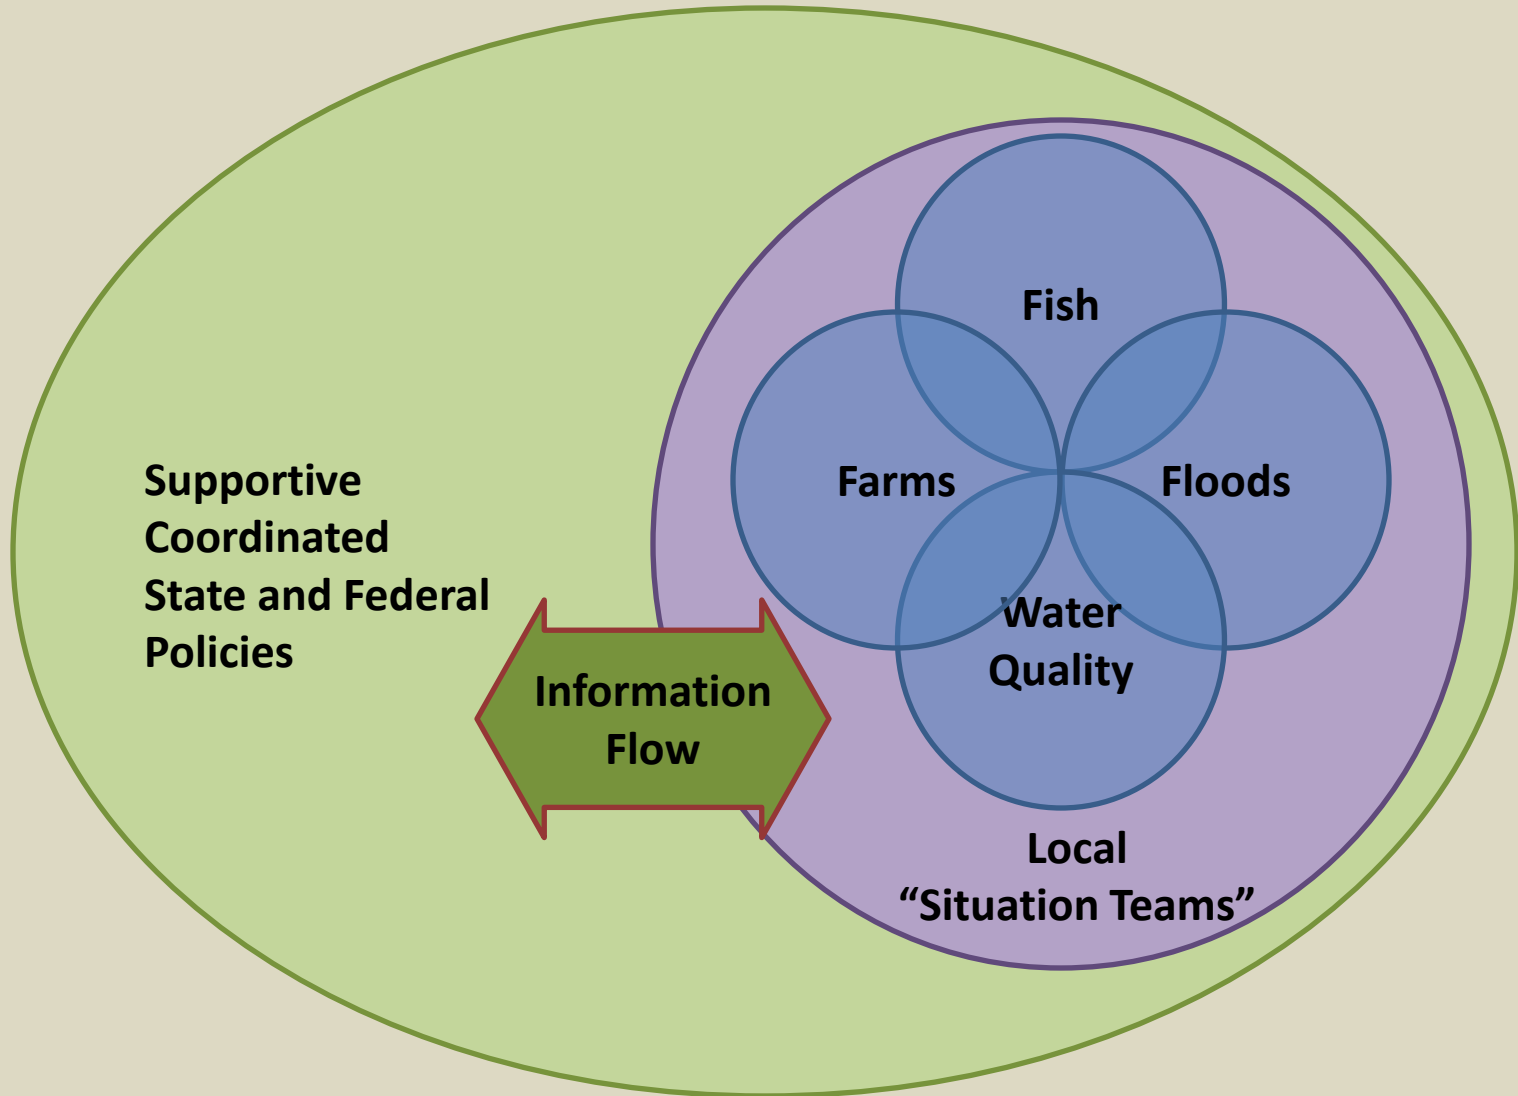 Supportive
Coordinated
State and Federal
Policies
Information
Flow
Fish
Farms
Floods
Water
Quality
Local
“Situation Teams”